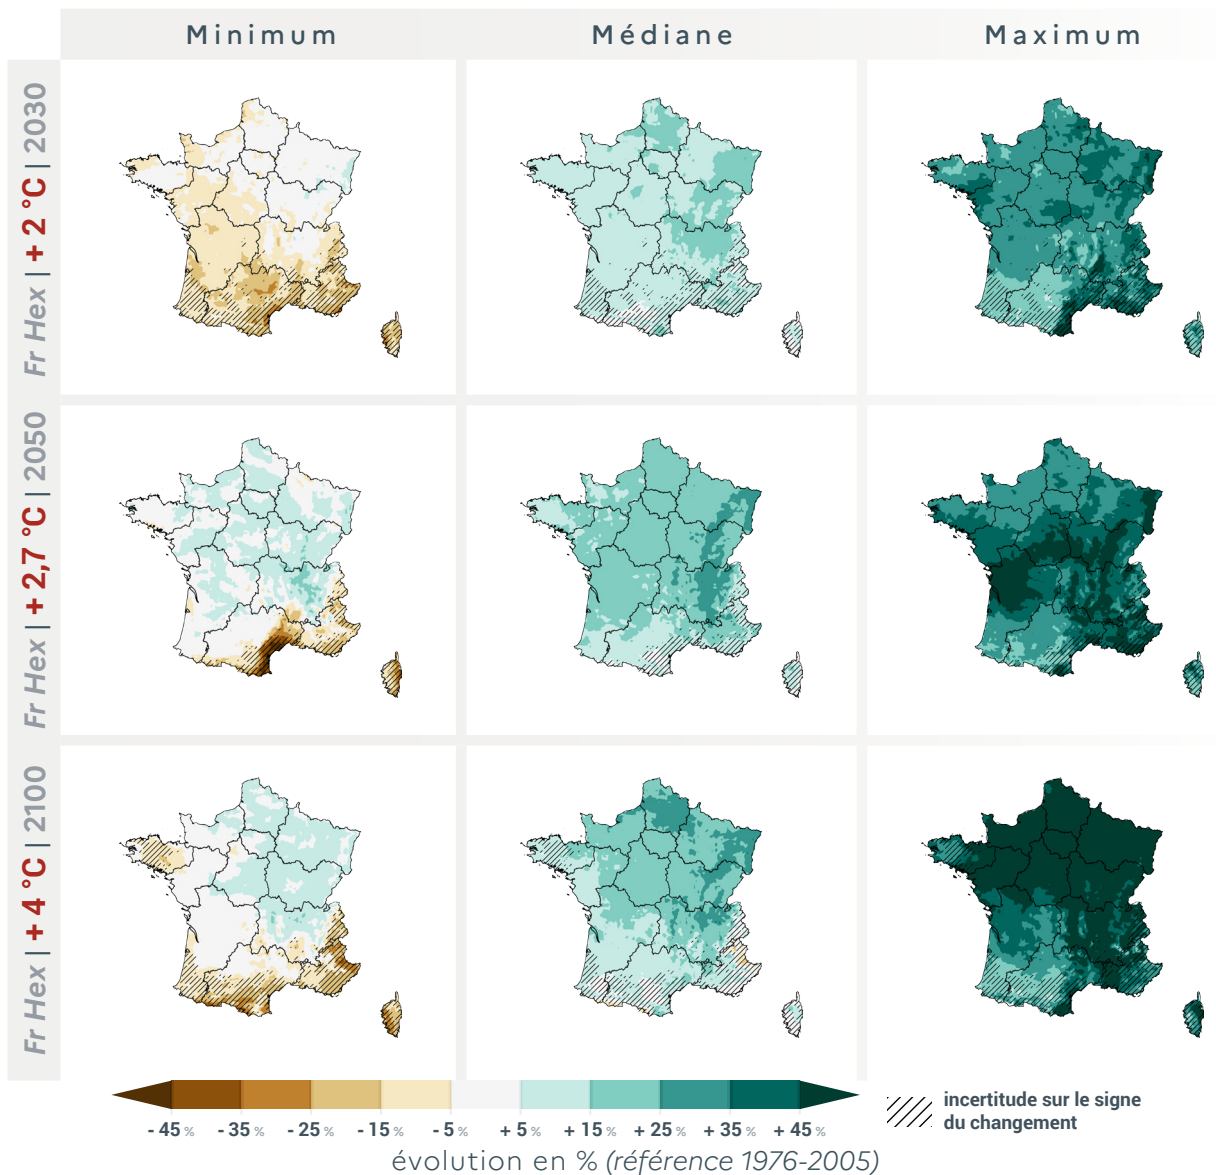 Minimum Médiane Maximum
Fr Hex | + 2 °C | 2030
Fr Hex | + 2,7 °C | 2050
Fr Hex | + 4 °C | 2100
- 45 % - 35 % - 25 % - 15 % - 5 % + 5 % + 15 % + 25 % + 35 % + 45 %
évolution en % (référence 1976-2005)
incertitude sur le signe
du changement